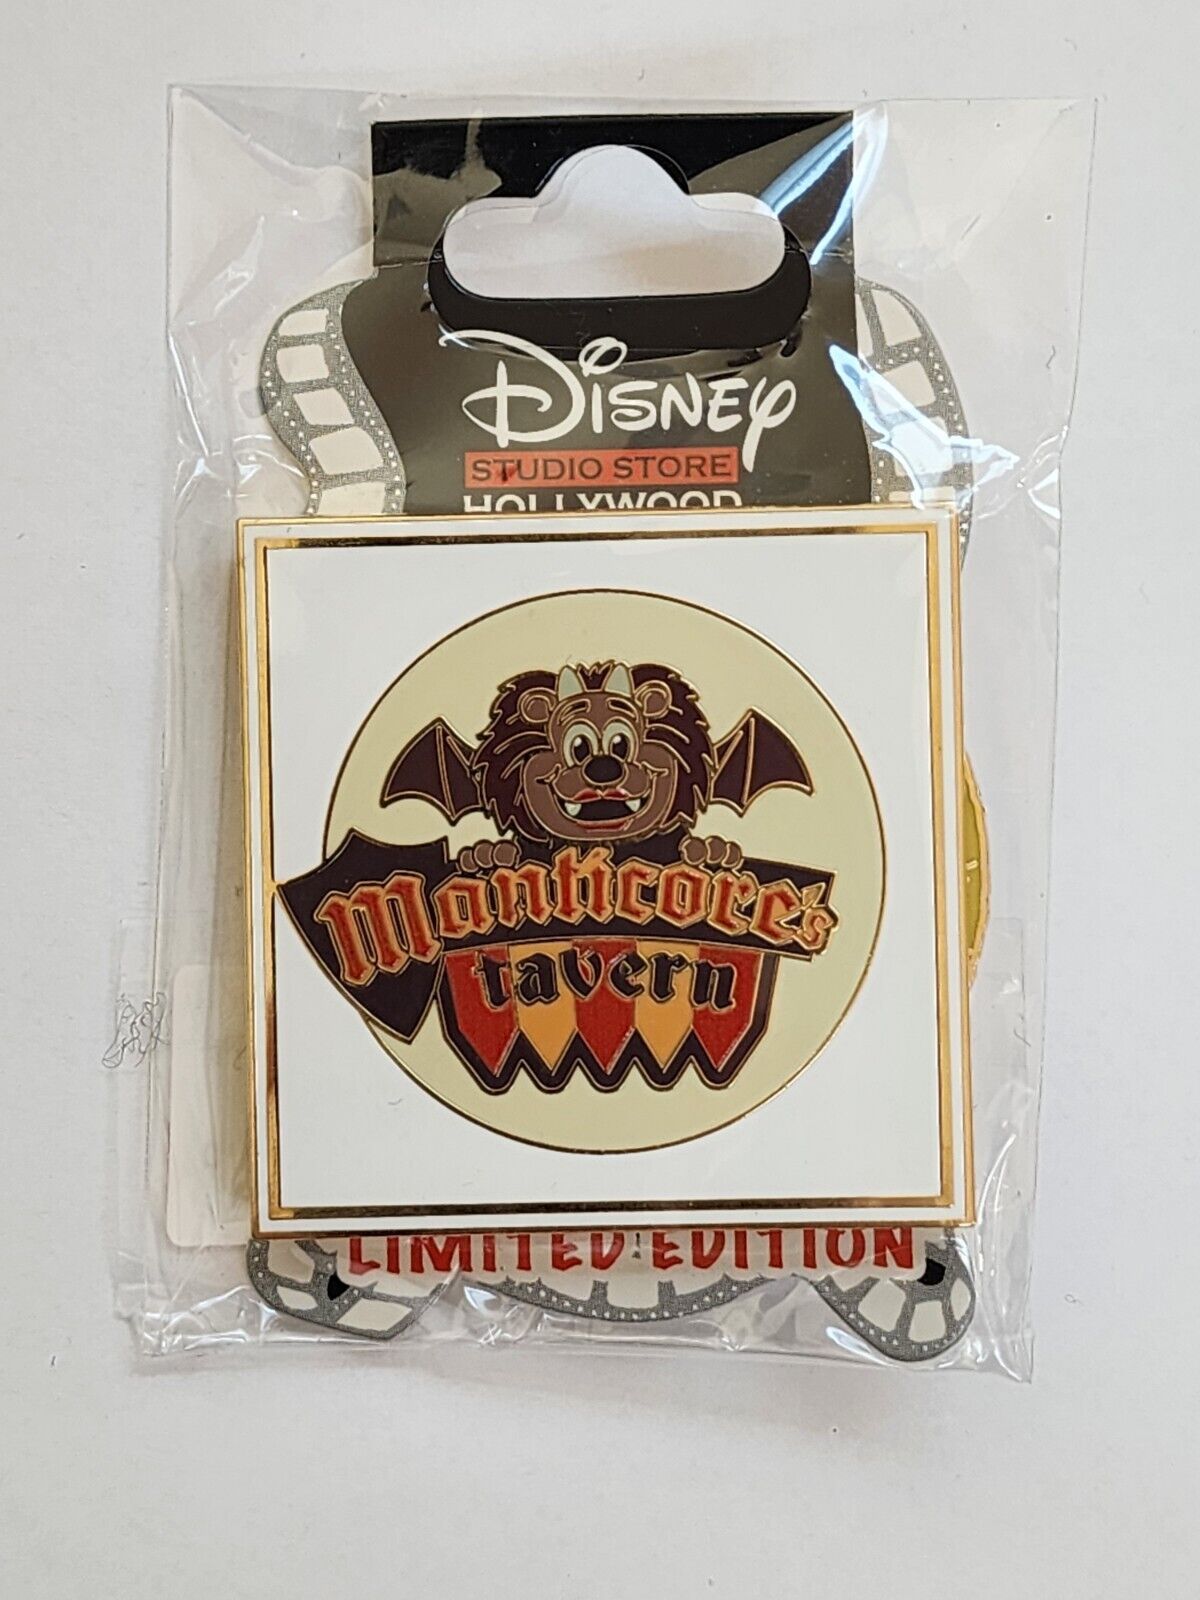 Disney
STUDIO STORE
HOLLYWOOD
Manticore's
tavern
LIMITED EDITION